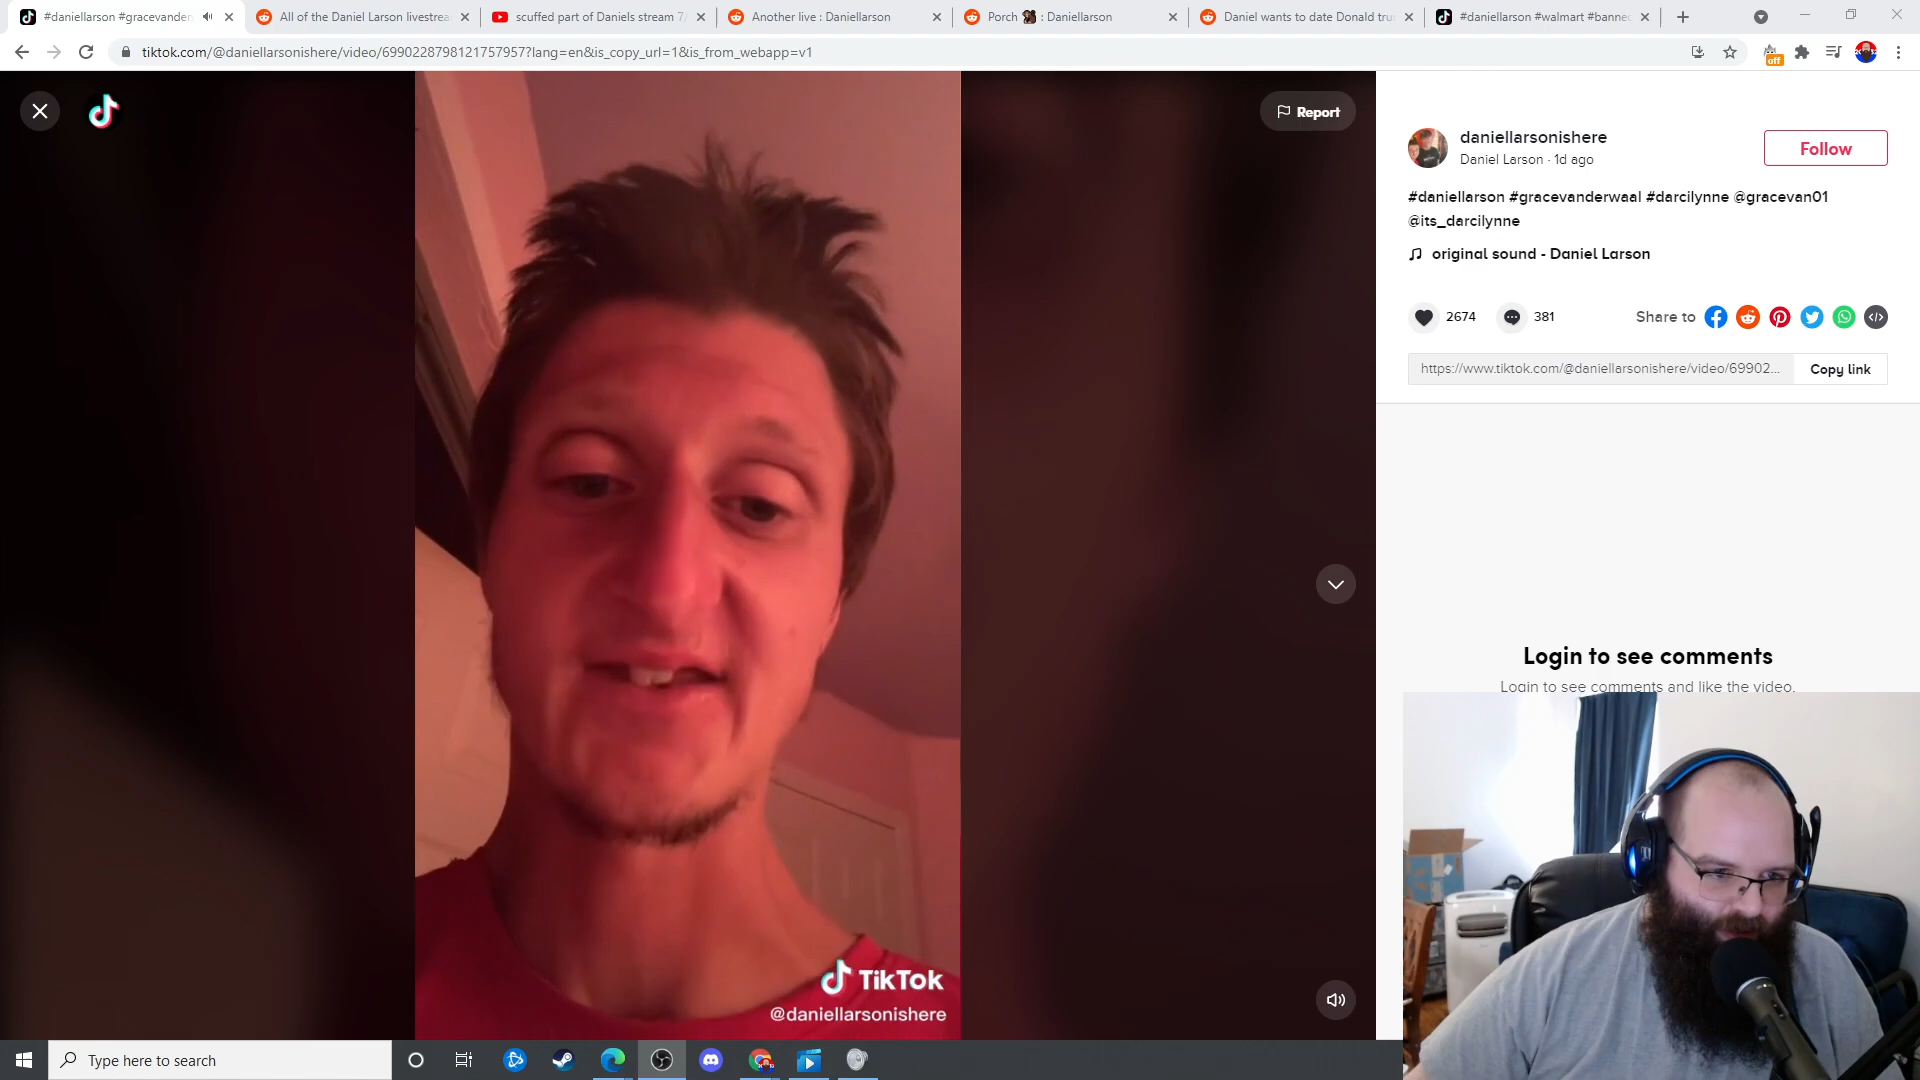 #daniellarson #gracevanderv
All of the Daniel Larson livestrea
scuffed part of Daniels stream 7/
Another live : Daniellarson
Porch : Daniellarson
Daniel wants to date Donald tru
#daniellarson #walmart #banne
tiktok.com/@daniellarsonishere/video/6990228798121757957?lang=en&is_copy_url=1&is_from_webapp=v1
off
Report
daniellarsonishere
Daniel Larson · 1d ago
Follow
#daniellarson #gracevanderwaal #darcilynne @gracevan01
@its_darcilynne
original sound - Daniel Larson
2674
381
Share to
https://www.tiktok.com/@daniellarsonishere/video/69902...
Copy link
Login to see comments
Login to see comments and like the video.
TikTok
@daniellarsonishere
Type here to search